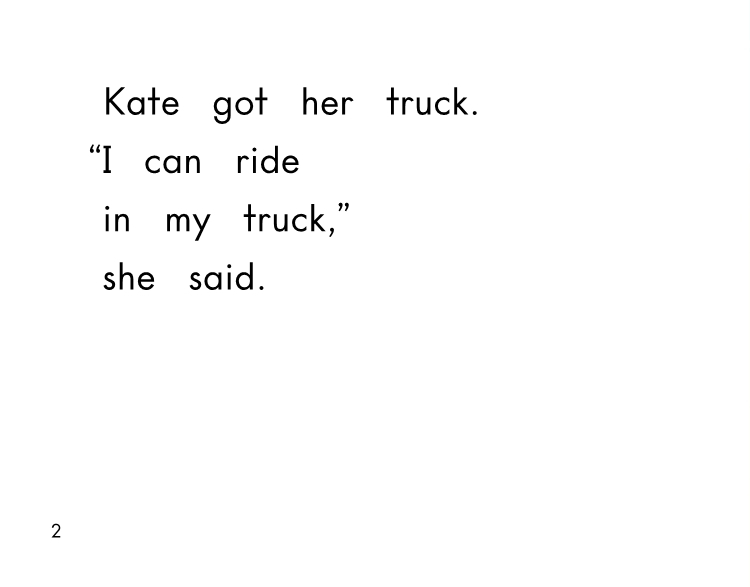 Kate got her truck.
“I can ride
in my truck,”
she said.
2